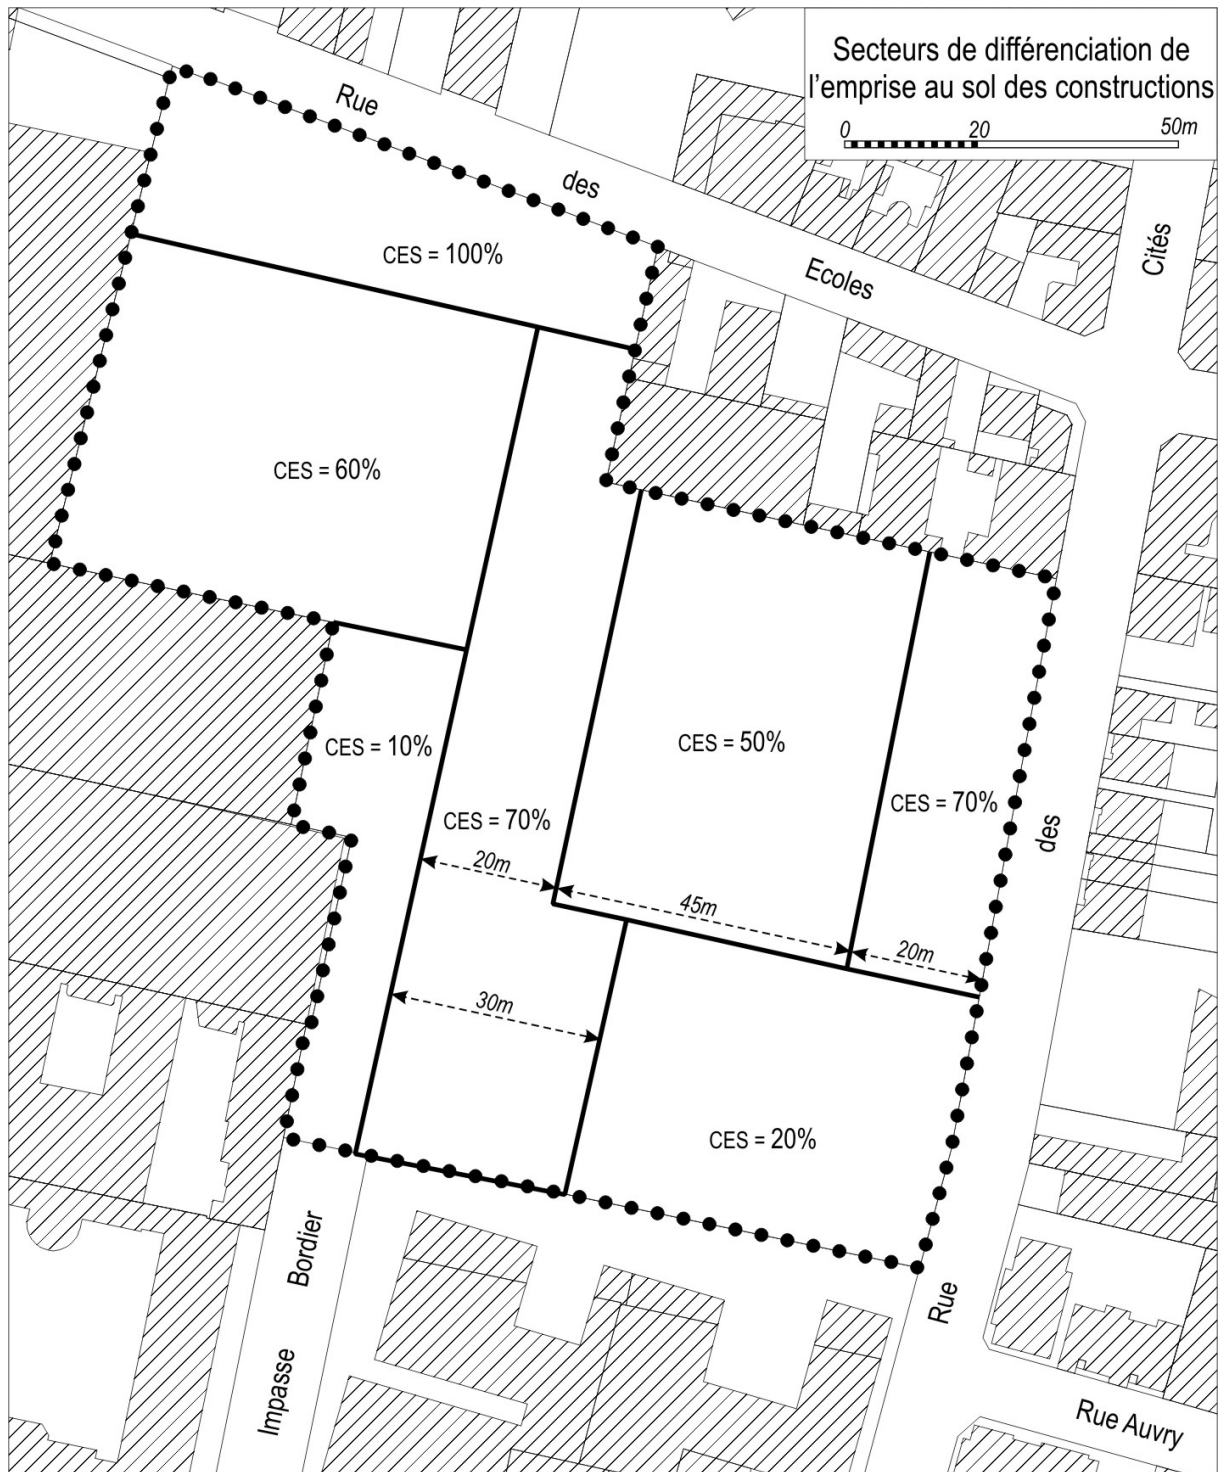 Secteurs de différenciation de
l'emprise au sol des constructions
0 20 50m
Rue
des
Ecoles
Cités
CES = 100%
CES = 60%
CES = 50%
CES = 10%
CES = 70%
CES = 70%
des
20m
45m
20m
30m
CES = 20%
Bordier
Rue
Impasse
Rue Auvry